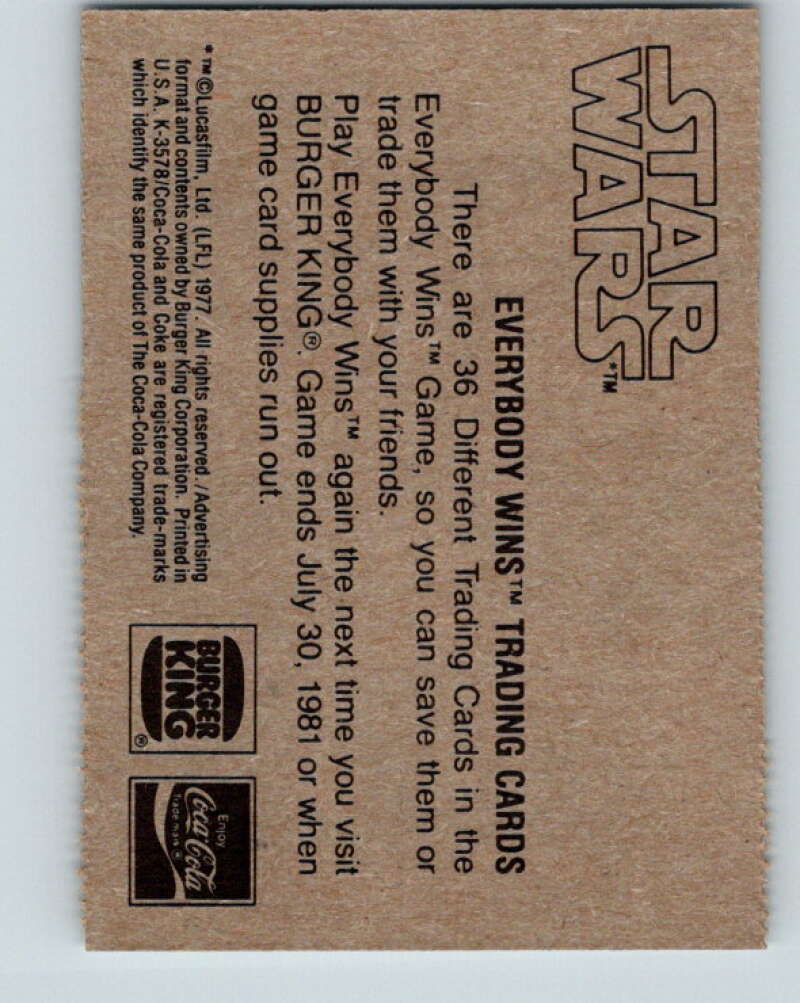 STAR
WARS*™
EVERYBODY WINS™ TRADING CARDS
There are 36 Different Trading Cards in the
Everybody Wins™ Game, so you can save them or
trade them with your friends.
Play Everybody Wins™ again the next time you visit
BURGER KING®. Game ends July 30, 1981 or when
game card supplies run out.
*™©Lucasfilm, Ltd. (LFL) 1977. All rights reserved./Advertising
format and contents owned by Burger King Corporation. Printed in
U.S.A. K-3578/Coca-Cola and Coke are registered trade-marks
which identify the same product of The Coca-Cola Company.
BURGER
KING®
Enjoy
Coca-Cola
Trade-mark®